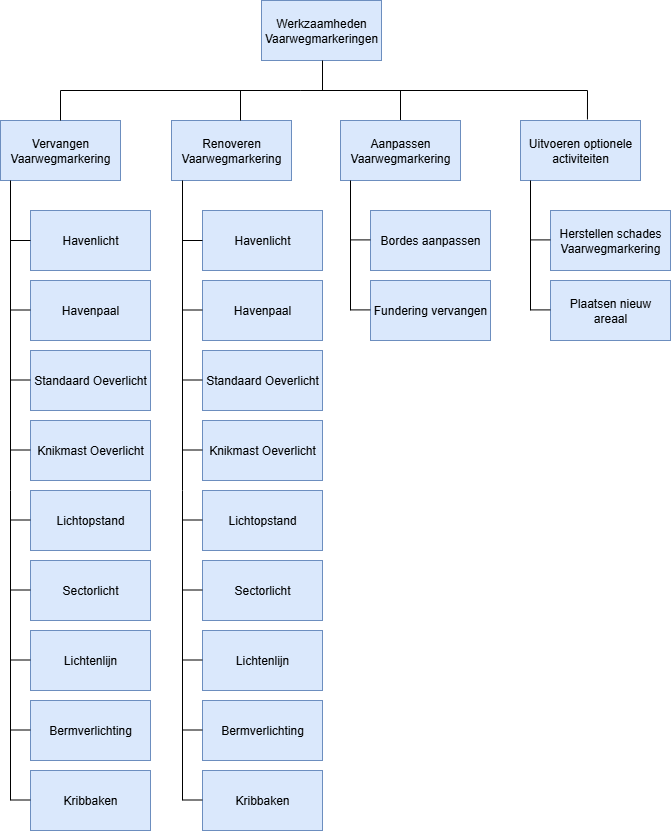 Werkzaamheden
Vaarwegmarkeringen
Vervangen
Vaarwegmarkering
Havenlicht
Havenpaal
Standaard Oeverlicht
Knikmast Oeverlicht
Lichtopstand
Sectorlicht
Lichtenlijn
Bermverlichting
Kribbaken
Renoveren
Vaarwegmarkering
Havenlicht
Havenpaal
Standaard Oeverlicht
Knikmast Oeverlicht
Lichtopstand
Sectorlicht
Lichtenlijn
Bermverlichting
Kribbaken
Aanpassen
Vaarwegmarkering
Bordes aanpassen
Fundering vervangen
Uitvoeren optionele
activiteiten
Herstellen schades
Vaarwegmarkering
Plaatsen nieuw
areaal